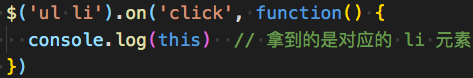 $('ul li').on('click', function() {
  console.log(this)  // 拿到的是对应的 li 元素
})